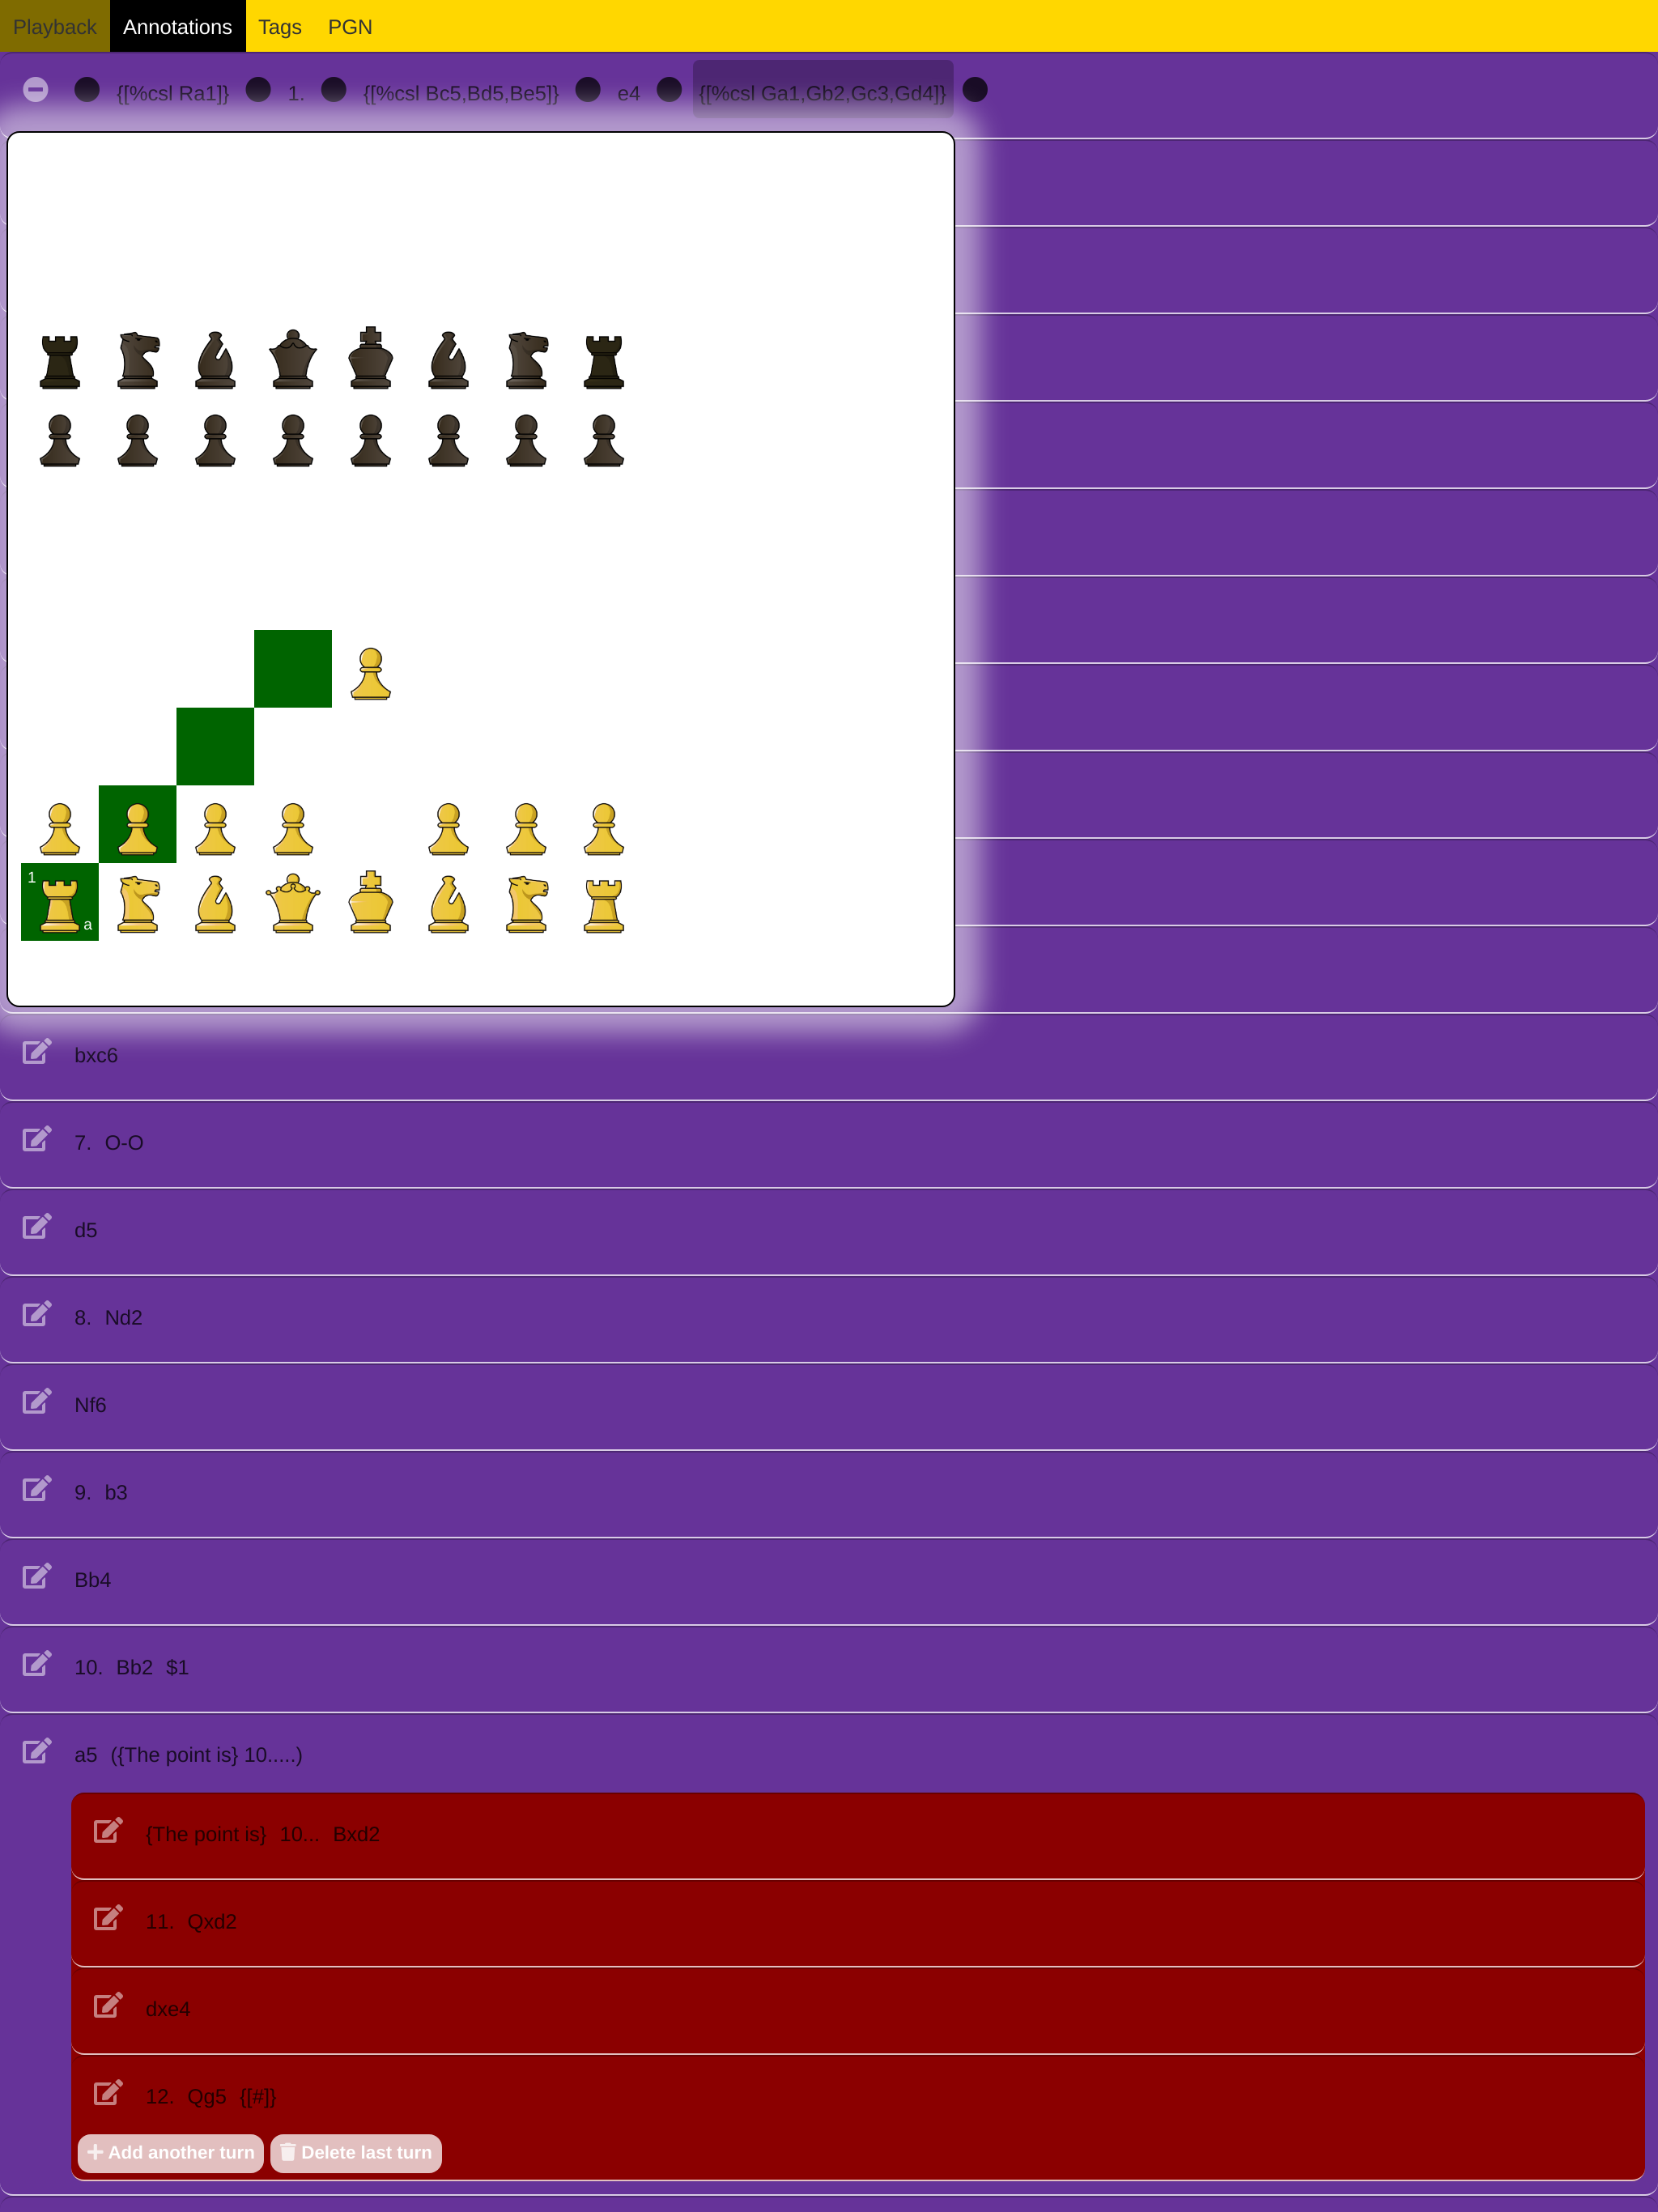 Playback Annotations Tags PGN
{[%csl Ra1]} 1. {[%csl Bc5,Bd5,Be5]} e4 {[%csl Ga1,Gb2,Gc3,Gd4]}
1
a
bxc6
7. O-O
d5
8. Nd2
Nf6
9. b3
Bb4
10. Bb2 $1
a5 ({The point is} 10.....)
{The point is} 10... Bxd2
11. Qxd2
dxe4
12. Qg5 {[#]}
Add another turn Delete last turn